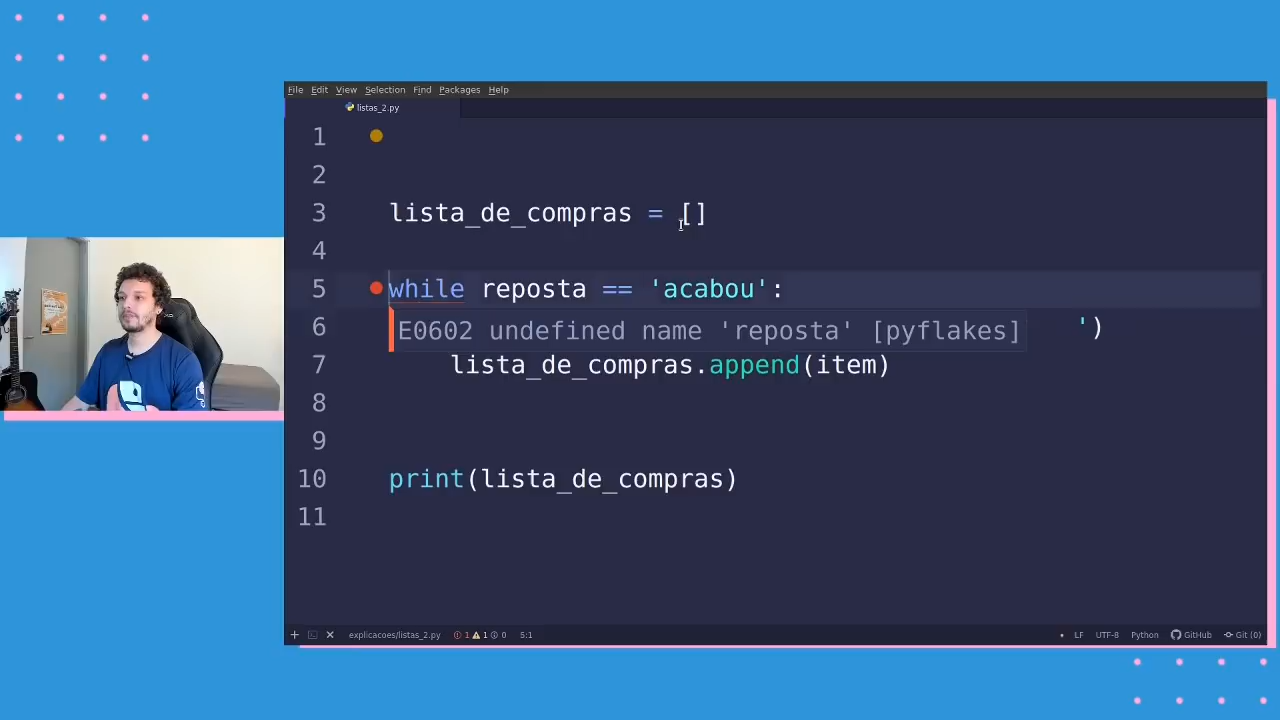 File Edit View Selection Find Packages Help
listas_2.py
1
2
3 lista_de_compras = []
4
5 while reposta == 'acabou':
6 E0602 undefined name 'reposta' [pyflakes] ')
7 lista_de_compras.append(item)
8
9
10 print(lista_de_compras)
11
explicacoes/listas_2.py 1 1 0 5:1 LF UTF-8 Python GitHub Git (0)